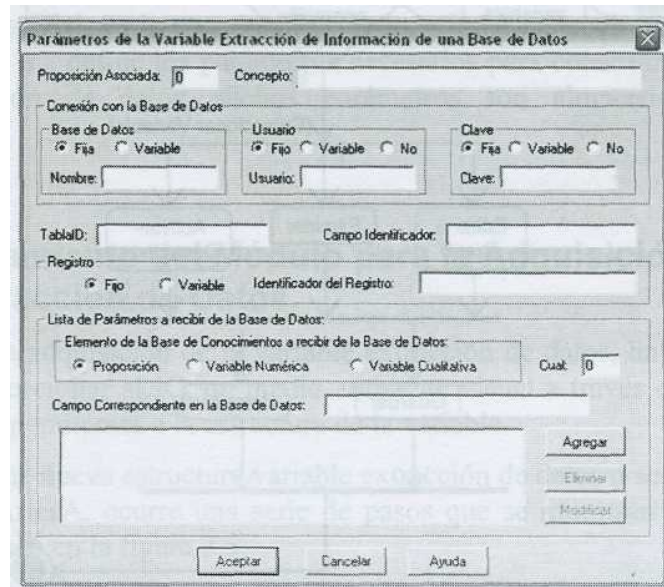 Parámetros de la Variable Extracción de Información de una Base de Datos
Proposición Asociada: 0 Concepto:
Conexión con la Base de Datos
Base de Datos Usuario Clave
Fija Variable Fijo Variable No Fija Variable No
Nombre: Usuario: Clave:
TablaID: Campo Identificador:
Registro
Fijo Variable Identificador del Registro:
Lista de Parámetros a recibir de la Base de Datos:
Elemento de la Base de Conocimientos a recibir de la Base de Datos:
Proposición Variable Numérica Variable Cualitativa Cual: 0
Campo Correspondiente en la Base de Datos:
Agregar
Eliminar
Modificar
Aceptar Cancelar Ayuda